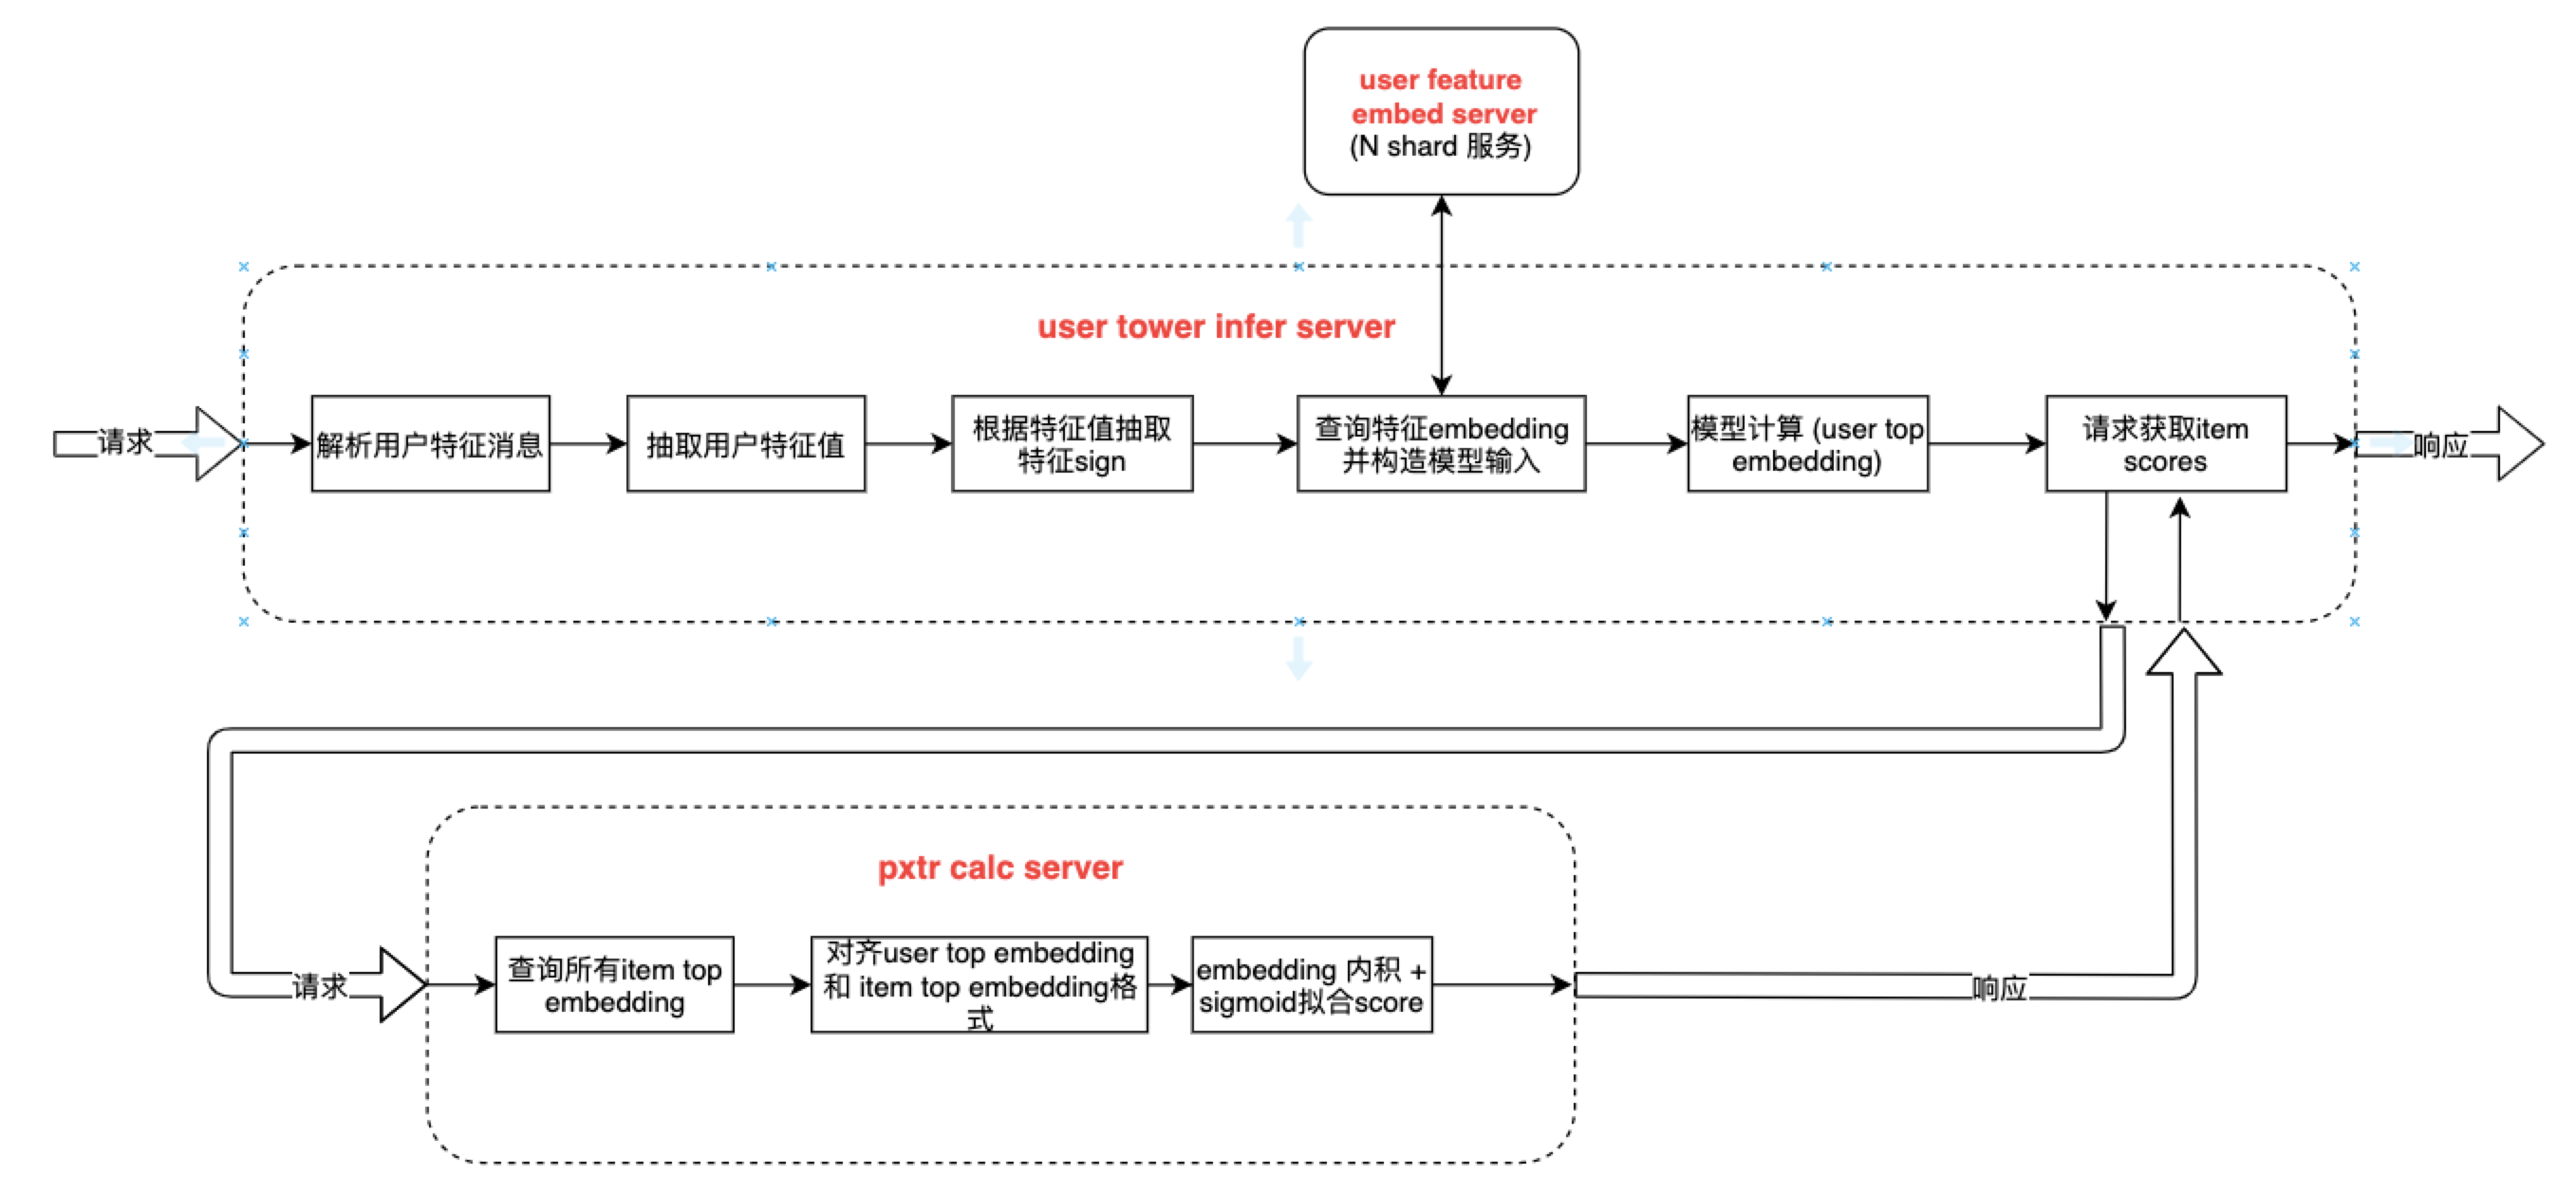 user feature
embed server
(N shard 服务)
user tower infer server
请求
解析用户特征消息
抽取用户特征值
根据特征值抽取
特征sign
查询特征embedding
并构造模型输入
模型计算 (user top
embedding)
请求获取item
scores
响应
pxtr calc server
请求
查询所有item top
embedding
对齐user top embedding
和 item top embedding格
式
embedding 内积 +
sigmoid拟合score
响应